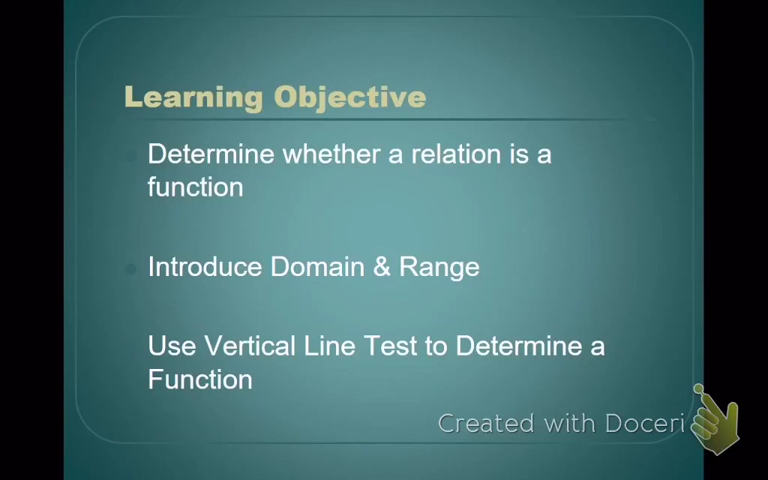 Learning Objective
Determine whether a relation is a
function
Introduce Domain & Range
Use Vertical Line Test to Determine a
Function
Created with Doceri